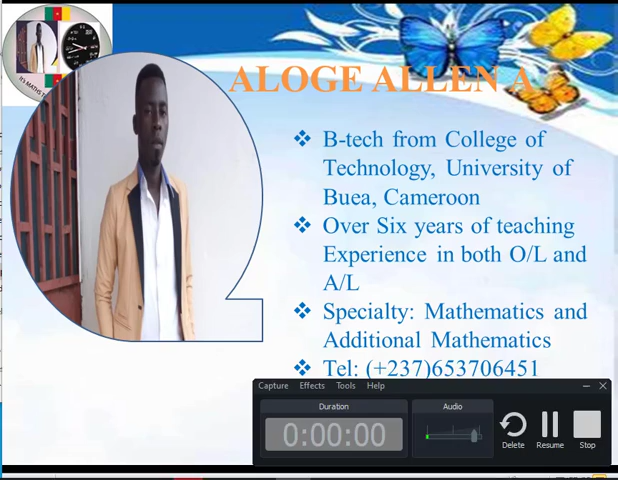 ALOGE ALLEN A
It's MATHS T
❖ B-tech from College of
Technology, University of
Buea, Cameroon
❖ Over Six years of teaching
Experience in both O/L and
A/L
❖ Specialty: Mathematics and
Additional Mathematics
❖ Tel: (+237)653706451
Capture Effects Tools Help
Duration
Audio
0:00:00
Delete Resume Stop